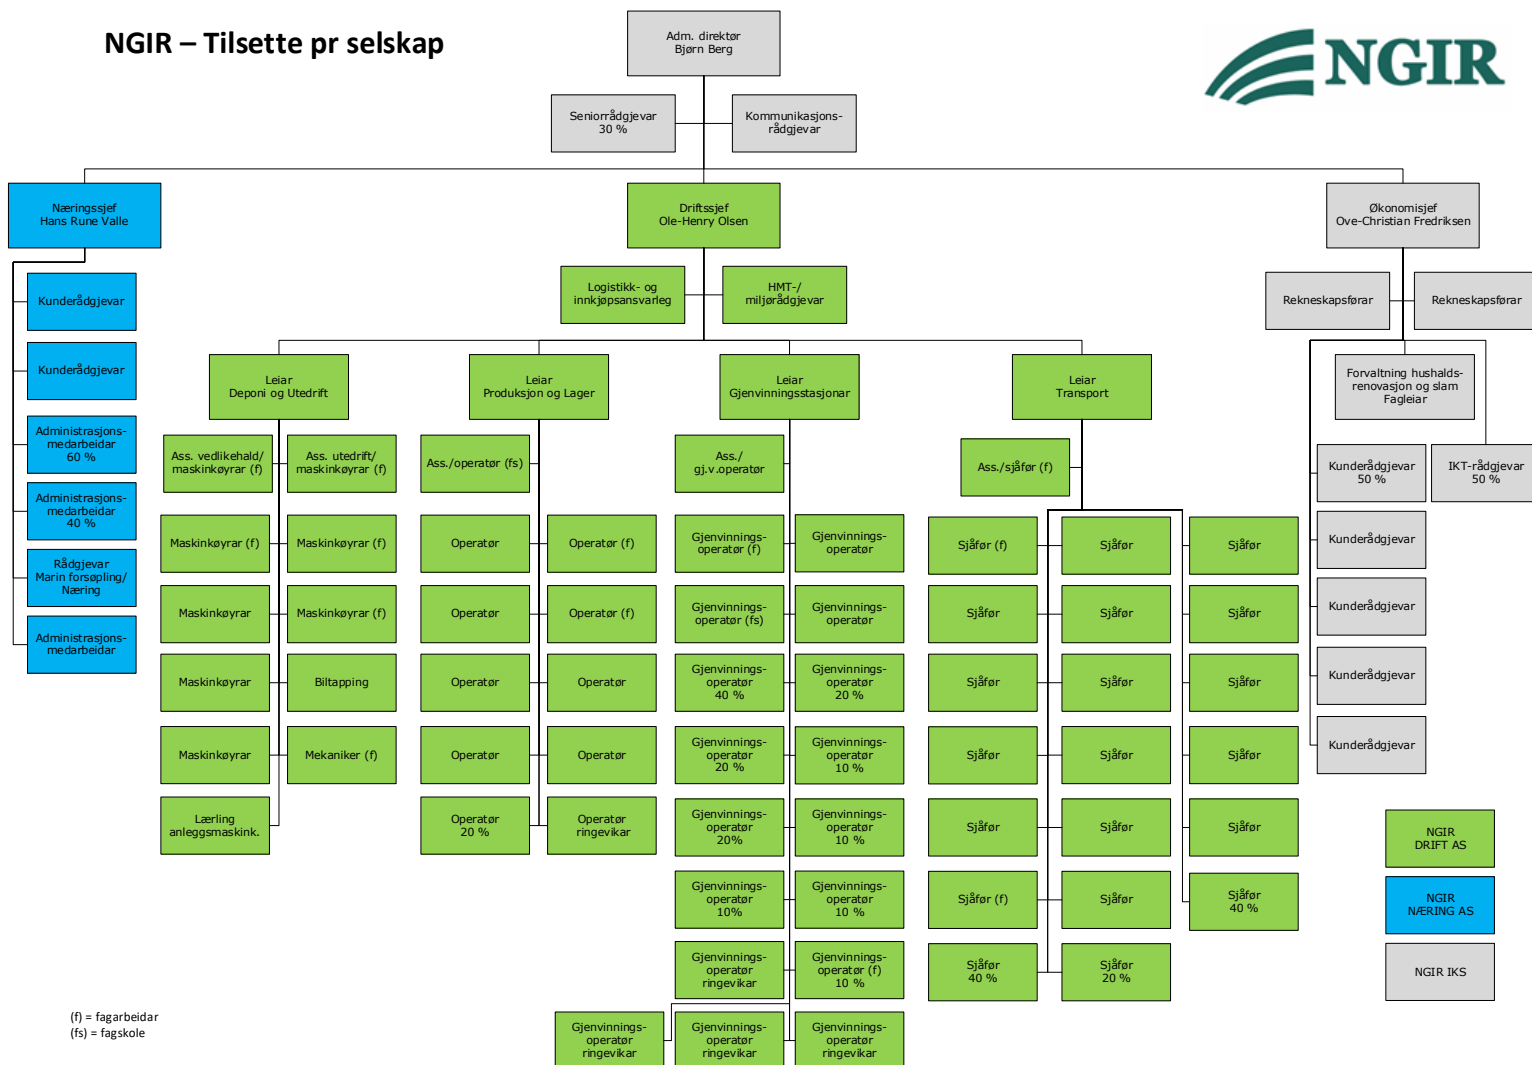 NGIR – Tilsette pr selskap
NGIR
Adm. direktør
Bjørn Berg
Seniorrådgjevar
30 %
Kommunikasjons-
rådgjevar
Næringssjef
Hans Rune Valle
Driftssjef
Ole-Henry Olsen
Økonomisjef
Ove-Christian Fredriksen
Kunderådgjevar
Kunderådgjevar
Administrasjons-
medarbeidar
60 %
Administrasjons-
medarbeidar
40 %
Rådgjevar
Marin forsøpling/
Næring
Administrasjons-
medarbeidar
Logistikk- og
innkjøpsansvarleg
HMT-/
miljørådgjevar
Leiar
Deponi og Utedrift
Ass. vedlikehald/
maskinkøyrar (f)
Ass. utedrift/
maskinkøyrar (f)
Maskinkøyrar (f)
Maskinkøyrar (f)
Maskinkøyrar
Maskinkøyrar (f)
Maskinkøyrar
Biltapping
Maskinkøyrar
Mekaniker (f)
Lærling
anleggsmaskink.
Leiar
Produksjon og Lager
Ass./operatør (fs)
Operatør
Operatør (f)
Operatør
Operatør (f)
Operatør
Operatør
Operatør
Operatør
Operatør
20 %
Operatør
ringevikar
Leiar
Gjenvinningsstasjonar
Ass./
gj.v.operatør
Gjenvinnings-
operatør (f)
Gjenvinnings-
operatør
Gjenvinnings-
operatør (fs)
Gjenvinnings-
operatør
Gjenvinnings-
operatør
40 %
Gjenvinnings-
operatør
20 %
Gjenvinnings-
operatør
20 %
Gjenvinnings-
operatør
10 %
Gjenvinnings-
operatør
20%
Gjenvinnings-
operatør
10 %
Gjenvinnings-
operatør
10%
Gjenvinnings-
operatør
10 %
Gjenvinnings-
operatør
ringevikar
Gjenvinnings-
operatør (f)
10 %
Gjenvinnings-
operatør
ringevikar
Gjenvinnings-
operatør
ringevikar
Gjenvinnings-
operatør
ringevikar
Leiar
Transport
Ass./sjåfør (f)
Sjåfør (f)
Sjåfør
Sjåfør
Sjåfør
Sjåfør
Sjåfør
Sjåfør
Sjåfør
Sjåfør
Sjåfør
Sjåfør
Sjåfør
Sjåfør
Sjåfør
Sjåfør
Sjåfør (f)
Sjåfør
Sjåfør
40 %
Sjåfør
40 %
Sjåfør
20 %
Rekneskapsførar
Rekneskapsførar
Forvaltning hushalds-
renovasjon og slam
Fagleiar
Kunderådgjevar
50 %
IKT-rådgjevar
50 %
Kunderådgjevar
Kunderådgjevar
Kunderådgjevar
Kunderådgjevar
NGIR
DRIFT AS
NGIR
NÆRING AS
NGIR IKS
(f) = fagarbeidar
(fs) = fagskole